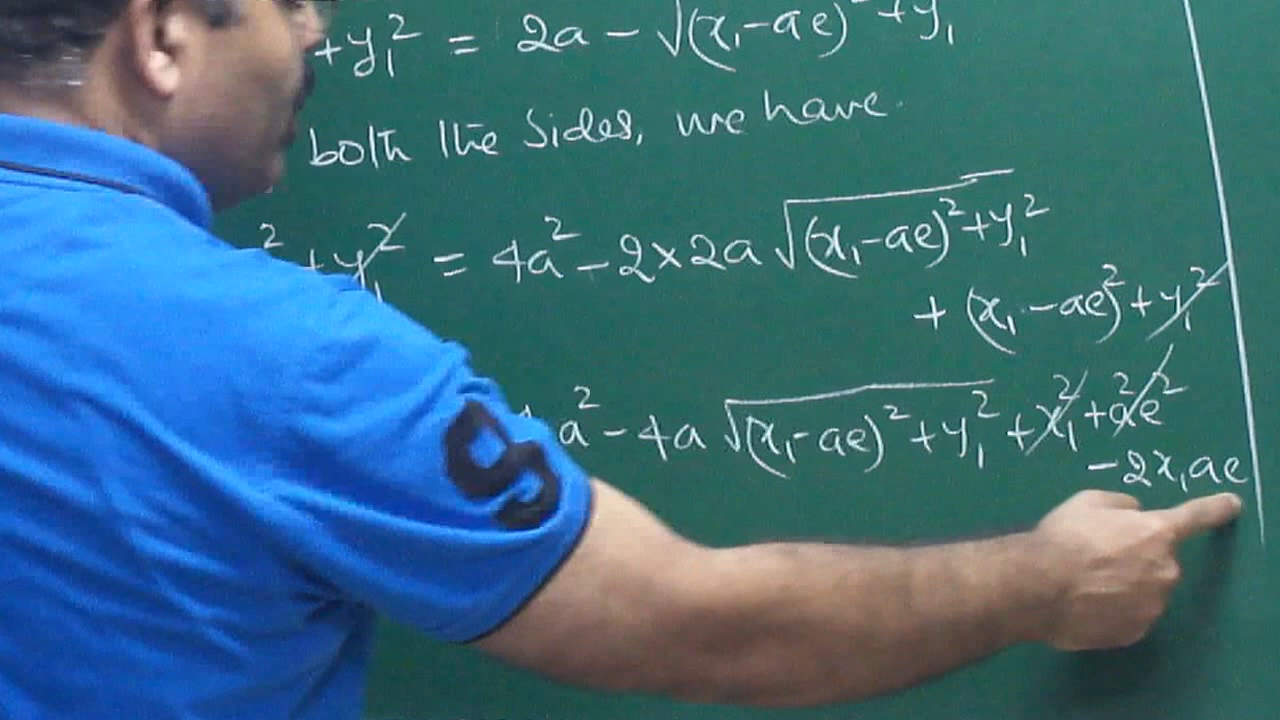 +y₁² = 2a - √(x₁-ae)² + y₁
both the sides, we have.
² + y₁² = 4a² - 2×2a √(x₁-ae)² + y₁²
+ (x₁-ae)² + y₁²
a² - 4a √(x₁-ae)² + y₁² + x₁² + a²e²
- 2x₁ae
9